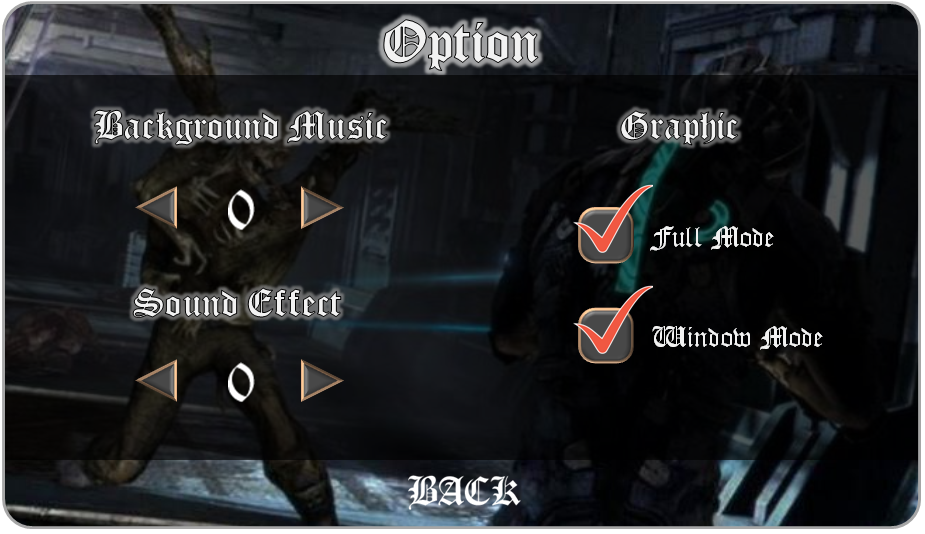 Option
Background Music
0
Sound Effect
0
Graphic
Full Mode
Window Mode
BACK